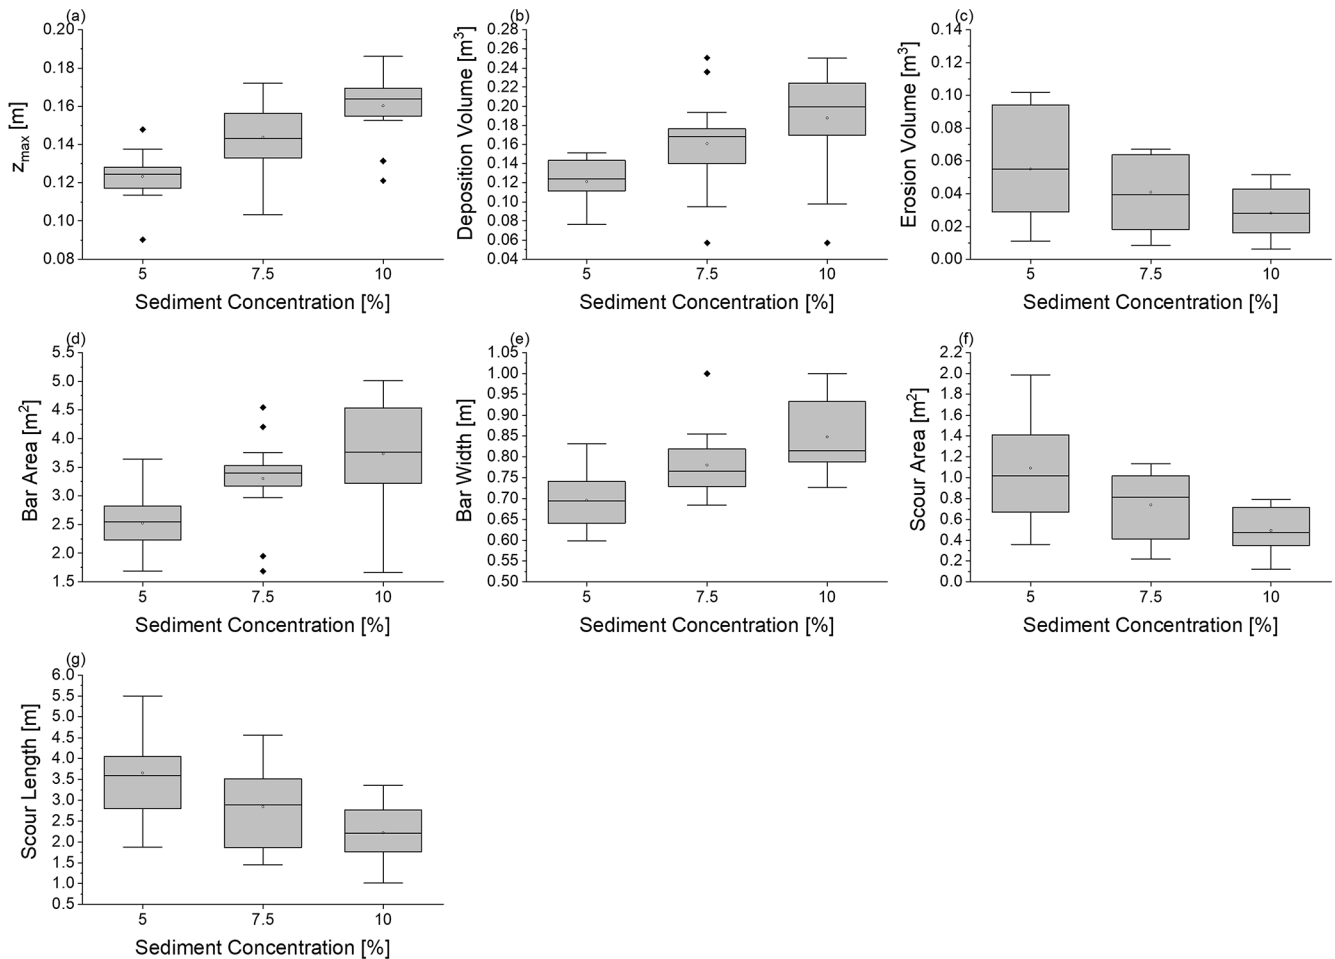 (a)
0.20
0.18
0.16
0.14
0.12
0.10
0.08
z_max [m]
5 7.5 10
Sediment Concentration [%]
(b)
0.28
0.26
0.24
0.22
0.20
0.18
0.16
0.14
0.12
0.10
0.08
0.06
0.04
Deposition Volume [m³]
5 7.5 10
Sediment Concentration [%]
(c)
0.14
0.12
0.10
0.08
0.06
0.04
0.02
0.00
Erosion Volume [m³]
5 7.5 10
Sediment Concentration [%]
(d)
5.5
5.0
4.5
4.0
3.5
3.0
2.5
2.0
1.5
Bar Area [m²]
5 7.5 10
Sediment Concentration [%]
(e)
1.05
1.00
0.95
0.90
0.85
0.80
0.75
0.70
0.65
0.60
0.55
0.50
Bar Width [m]
5 7.5 10
Sediment Concentration [%]
(f)
2.2
2.0
1.8
1.6
1.4
1.2
1.0
0.8
0.6
0.4
0.2
0.0
Scour Area [m²]
5 7.5 10
Sediment Concentration [%]
(g)
6.0
5.5
5.0
4.5
4.0
3.5
3.0
2.5
2.0
1.5
1.0
0.5
Scour Length [m]
5 7.5 10
Sediment Concentration [%]